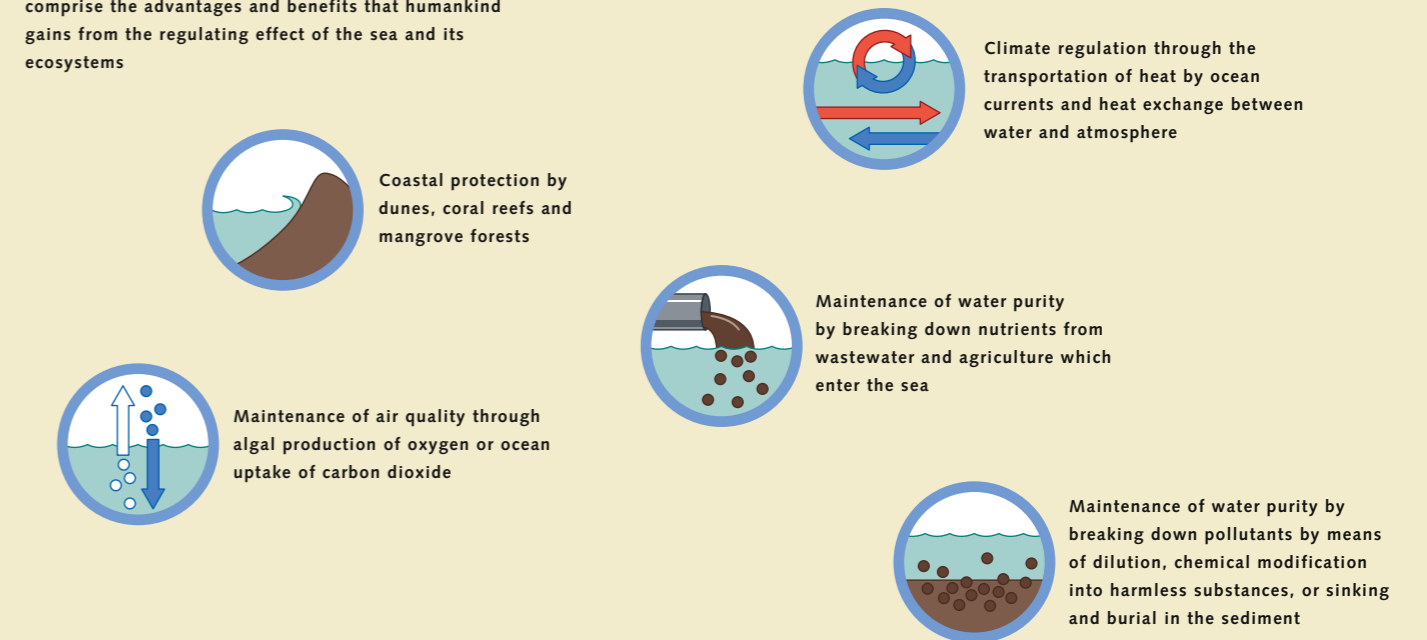 comprise the advantages and benefits that humankind
gains from the regulating effect of the sea and its
ecosystems
Climate regulation through the
transportation of heat by ocean
currents and heat exchange between
water and atmosphere
Coastal protection by
dunes, coral reefs and
mangrove forests
Maintenance of water purity
by breaking down nutrients from
wastewater and agriculture which
enter the sea
Maintenance of air quality through
algal production of oxygen or ocean
uptake of carbon dioxide
Maintenance of water purity by
breaking down pollutants by means
of dilution, chemical modification
into harmless substances, or sinking
and burial in the sediment